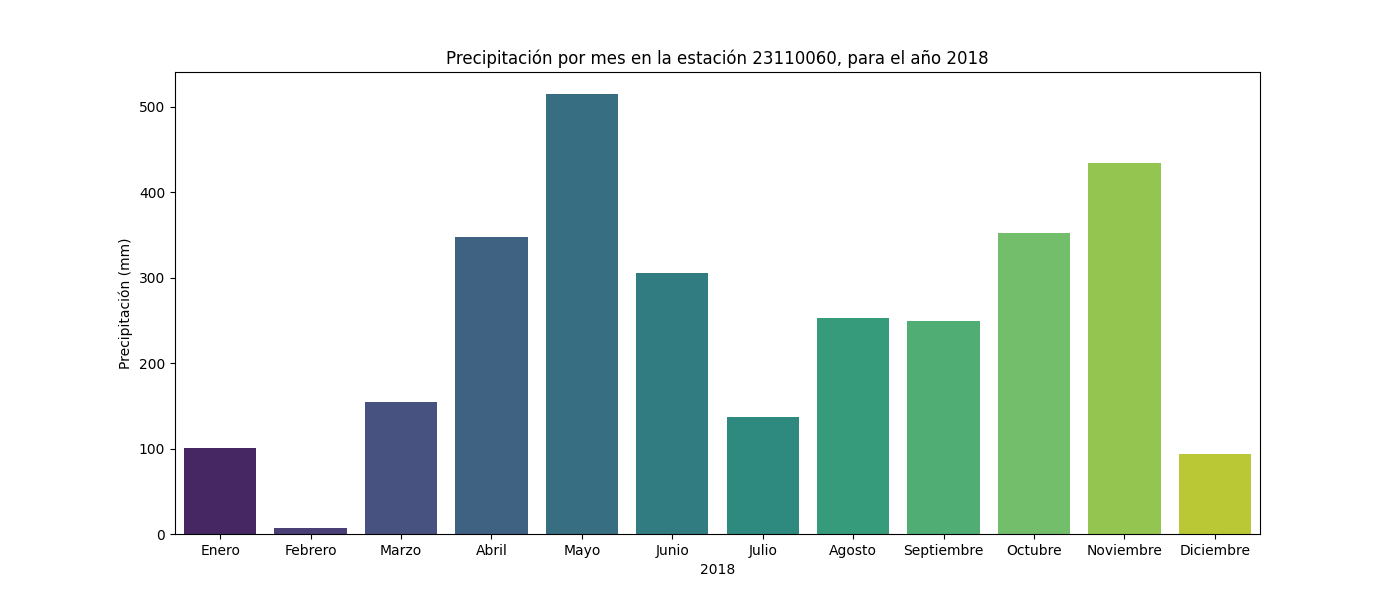 Precipitación por mes en la estación 23110060, para el año 2018
Precipitación (mm)
500
400
300
200
100
0
Enero Febrero Marzo Abril Mayo Junio Julio Agosto Septiembre Octubre Noviembre Diciembre
2018